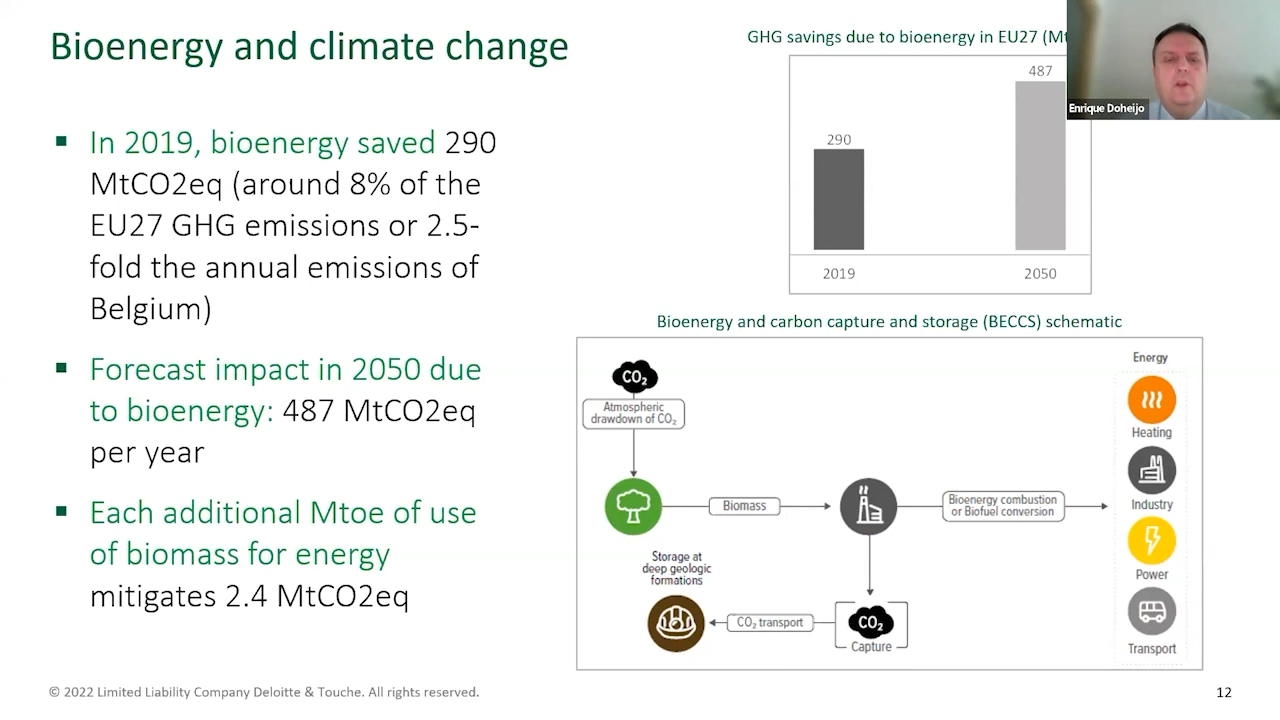 Bioenergy and climate change
▪ In 2019, bioenergy saved 290
MtCO2eq (around 8% of the
EU27 GHG emissions or 2.5-
fold the annual emissions of
Belgium)
▪ Forecast impact in 2050 due
to bioenergy: 487 MtCO2eq
per year
▪ Each additional Mtoe of use
of biomass for energy
mitigates 2.4 MtCO2eq
GHG savings due to bioenergy in EU27
487
290
2019 2050
Enrique Doheijo
Bioenergy and carbon capture and storage (BECCS) schematic
CO₂
Atmospheric
drawdown of CO₂
Biomass
Bioenergy combustion
or Biofuel conversion
Energy
Heating
Industry
Power
Transport
Storage at
deep geologic
formations
CO₂ transport
CO₂
Capture
© 2022 Limited Liability Company Deloitte & Touche. All rights reserved.
12